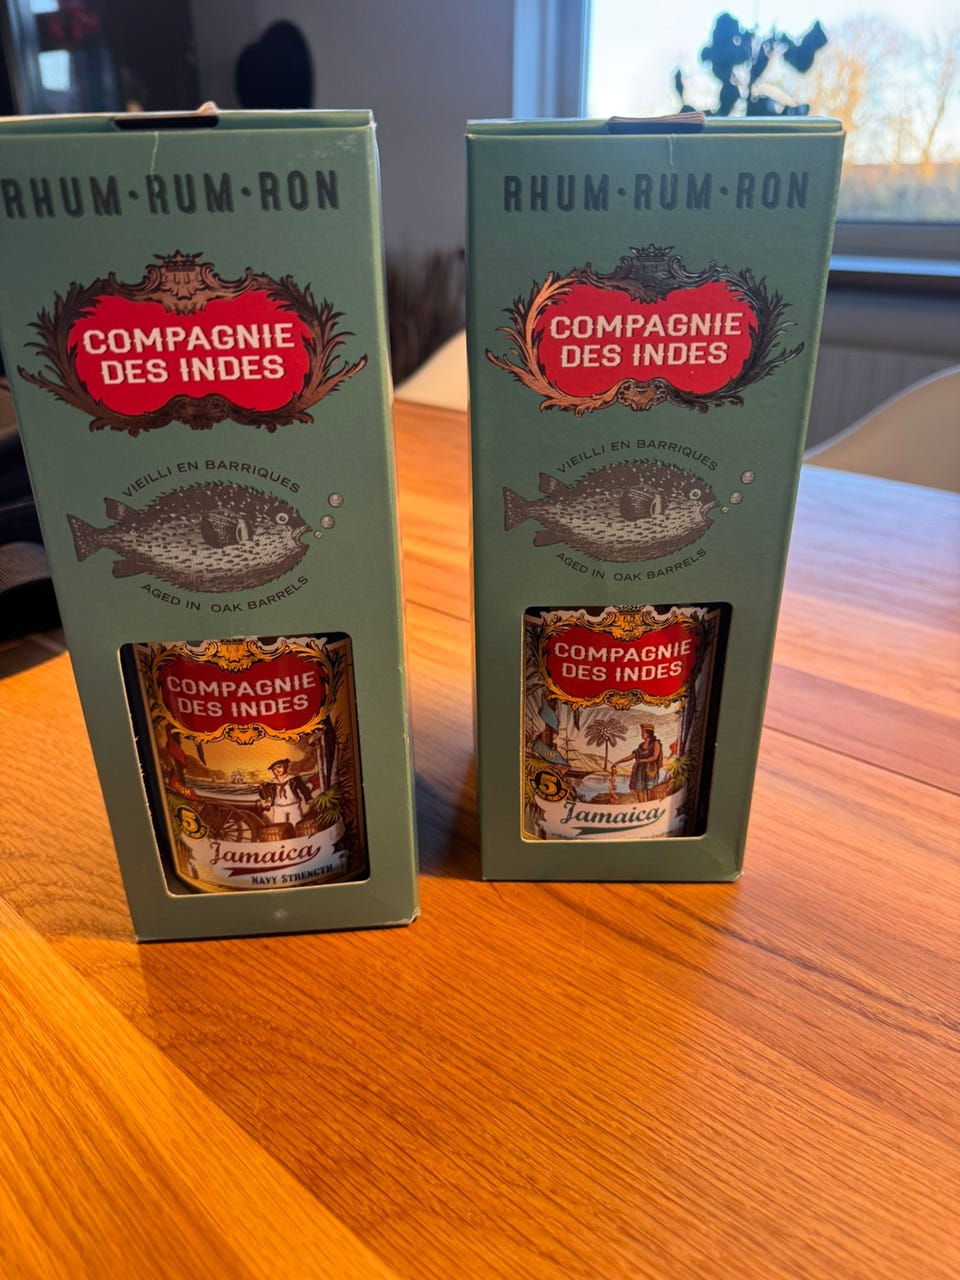 RHUM·RUM·RON
COMPAGNIE
DES INDES
VIEILLI EN BARRIQUES
AGED IN OAK BARRELS
COMPAGNIE
DES INDES
RUM
5
Jamaica
NAVY STRENGTH
RHUM·RUM·RON
COMPAGNIE
DES INDES
VIEILLI EN BARRIQUES
AGED IN OAK BARRELS
COMPAGNIE
DES INDES
RUM
5
Jamaica